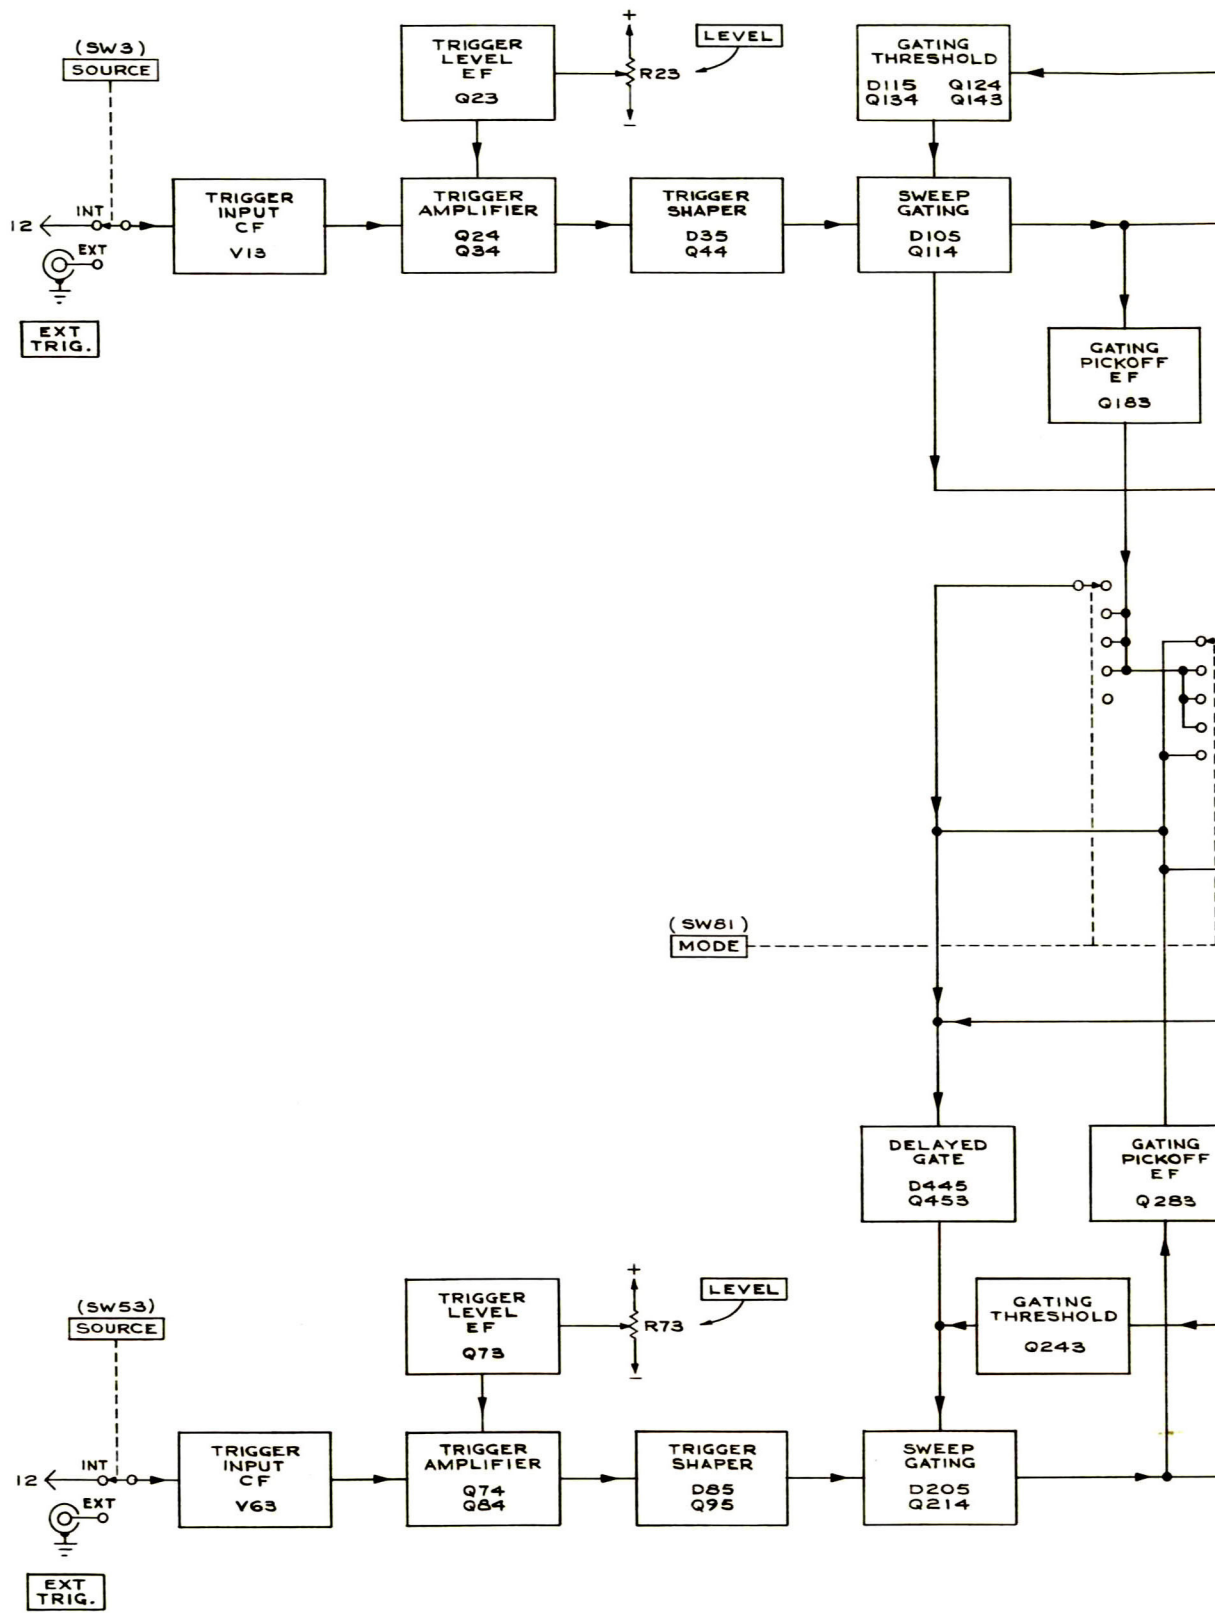 (SW3)
SOURCE
TRIGGER
LEVEL
EF
Q23
+
R23
–
LEVEL
GATING
THRESHOLD
D115 Q124
Q134 Q143
12
INT
EXT
EXT
TRIG.
TRIGGER
INPUT
CF
V13
TRIGGER
AMPLIFIER
Q24
Q34
TRIGGER
SHAPER
D35
Q44
SWEEP
GATING
D105
Q114
GATING
PICKOFF
EF
Q183
(SW81)
MODE
DELAYED
GATE
D445
Q453
GATING
PICKOFF
EF
Q283
(SW53)
SOURCE
TRIGGER
LEVEL
EF
Q73
+
R73
–
LEVEL
GATING
THRESHOLD
Q243
12
INT
EXT
EXT
TRIG.
TRIGGER
INPUT
CF
V63
TRIGGER
AMPLIFIER
Q74
Q84
TRIGGER
SHAPER
D85
Q95
SWEEP
GATING
D205
Q214